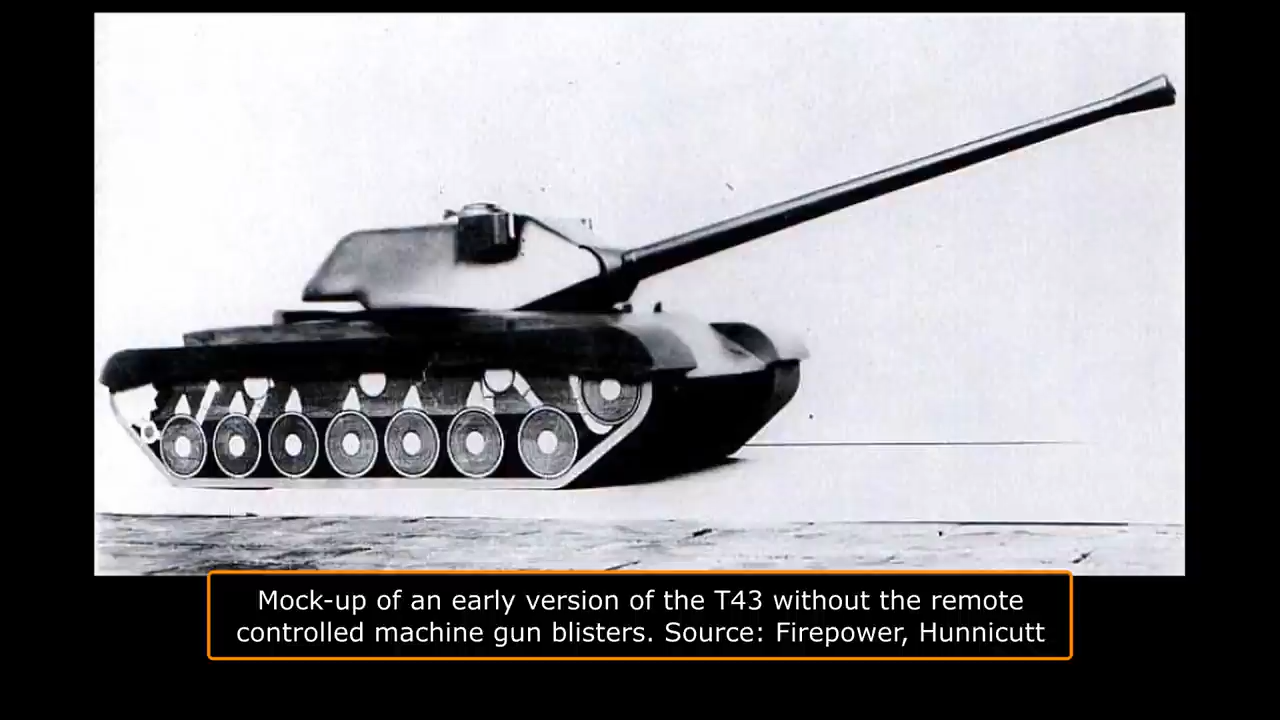 Mock-up of an early version of the T43 without the remote
controlled machine gun blisters. Source: Firepower, Hunnicutt